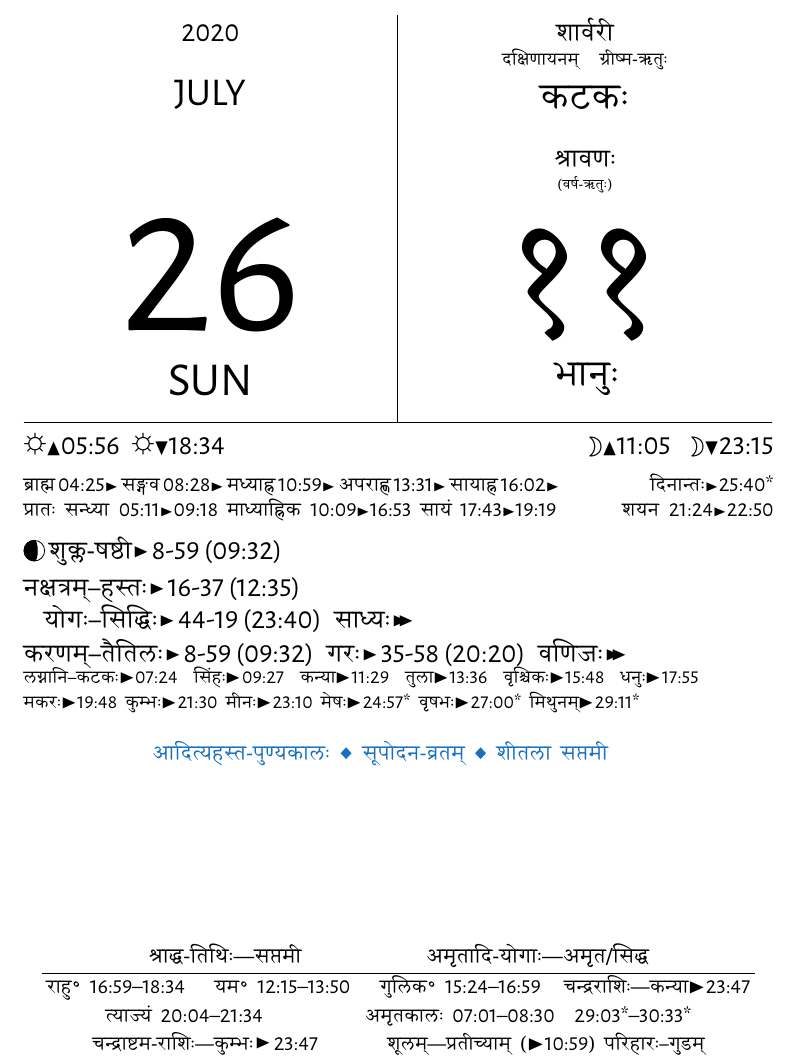 2020
JULY
26
SUN
शार्वरी
दक्षिणायनम् ग्रीष्म-ऋतुः
कटकः
श्रावणः
(वर्ष-ऋतुः)
११
भानुः
☼▲05:56 ☼▼18:34 ☽▲11:05 ☽▼23:15
ब्राह्म 04:25► सङ्गव 08:28► मध्याह्न 10:59► अपराह्ण 13:31► सायाह्न 16:02► दिनान्तः►25:40*
प्रातः सन्ध्या 05:11►09:18 माध्याह्निक 10:09►16:53 सायं 17:43►19:19 शयन 21:24►22:50
शुक्ल-षष्ठी► 8-59 (09:32)
नक्षत्रम्–हस्तः► 16-37 (12:35)
योगः–सिद्धिः► 44-19 (23:40) साध्यः►►
करणम्–तैतिलः► 8-59 (09:32) गरः► 35-58 (20:20) वणिजः►►
लग्नानि–कटकः►07:24 सिंहः►09:27 कन्या►11:29 तुला►13:36 वृश्चिकः►15:48 धनुः►17:55
मकरः►19:48 कुम्भः►21:30 मीनः►23:10 मेषः►24:57* वृषभः►27:00* मिथुनम्►29:11*
आदित्यहस्त-पुण्यकालः ◆ सूपोदन-व्रतम् ◆ शीतला सप्तमी
श्राद्ध-तिथिः—सप्तमी अमृतादि-योगाः—अमृत/सिद्ध
राहु° 16:59–18:34 यम° 12:15–13:50 गुलिक° 15:24–16:59 चन्द्रराशिः—कन्या►23:47
त्याज्यं 20:04–21:34 अमृतकालः 07:01–08:30 29:03*–30:33*
चन्द्राष्टम-राशिः—कुम्भः► 23:47 शूलम्—प्रतीच्याम् (►10:59) परिहारः–गुडम्